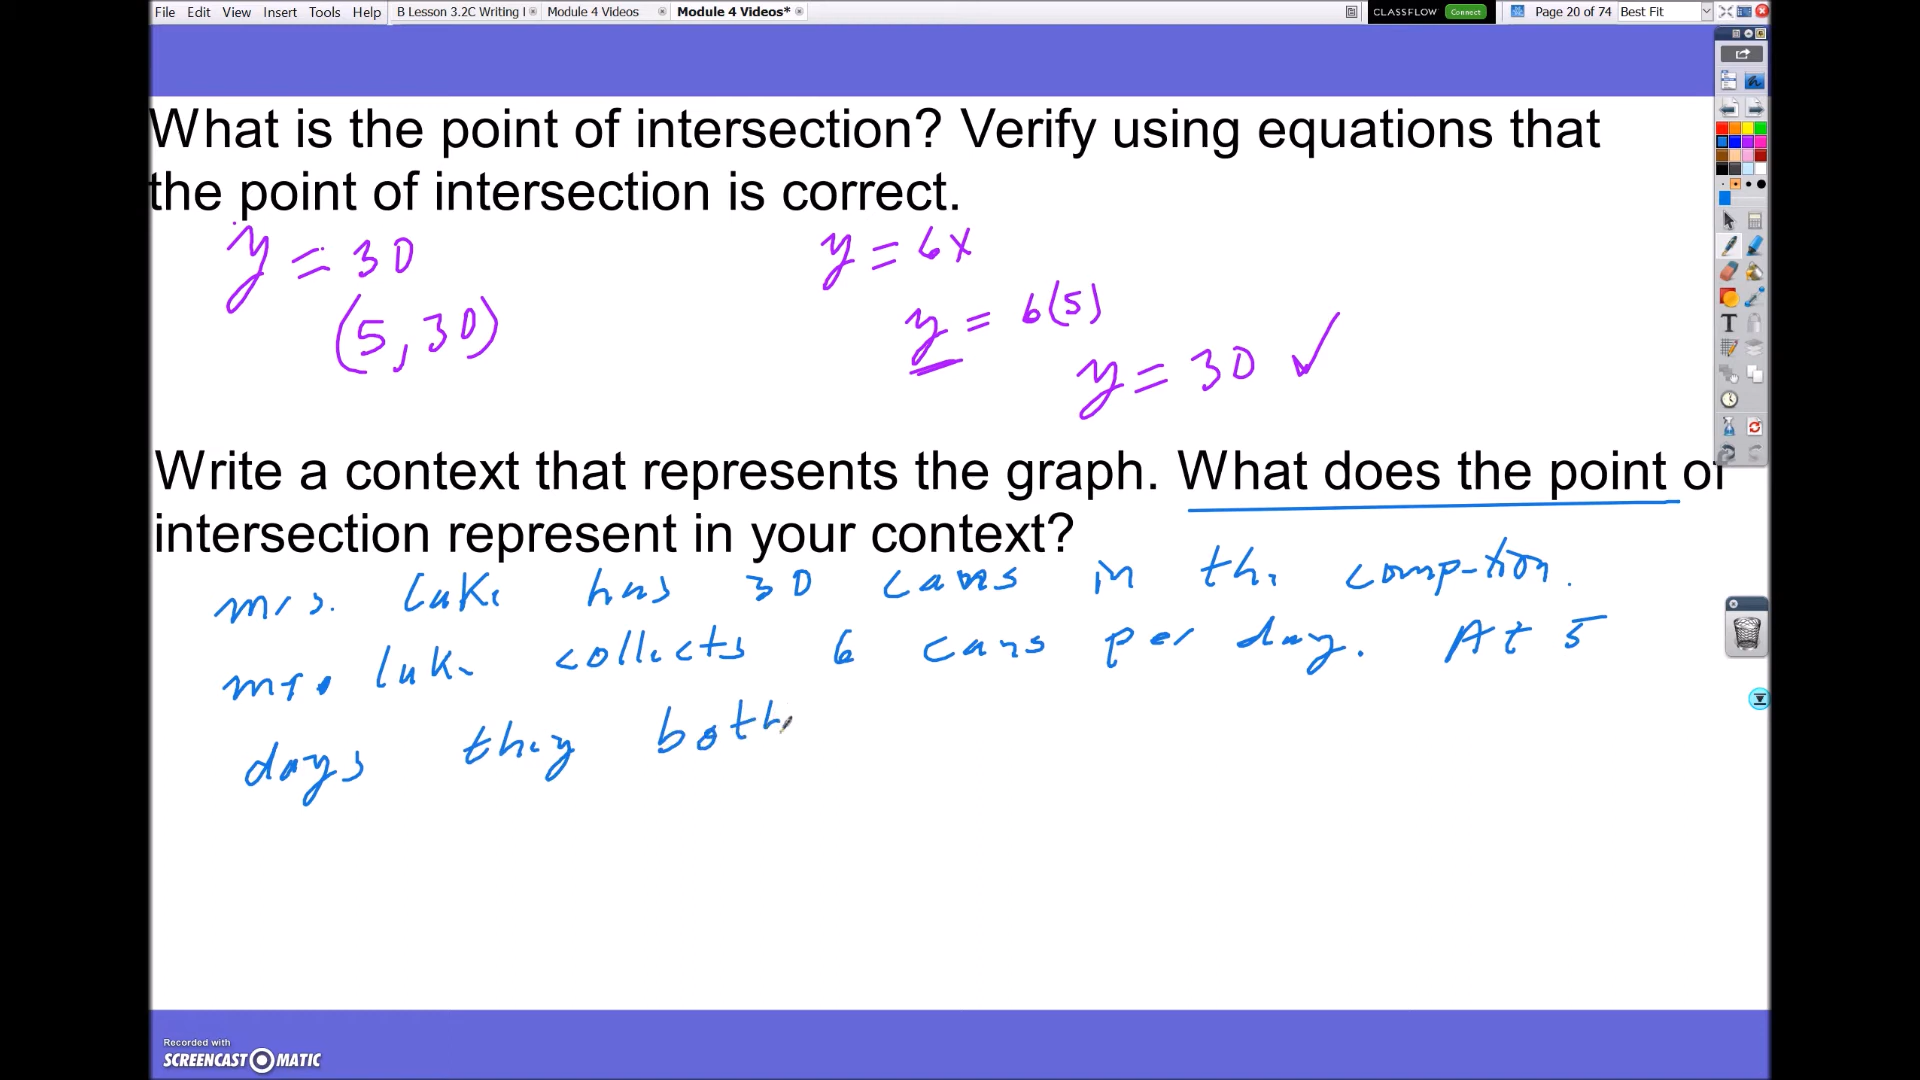 File Edit View Insert Tools Help B Lesson 3.2C Writing I Module 4 Videos Module 4 Videos* CLASSFLOW Connect Page 20 of 74 Best Fit
What is the point of intersection? Verify using equations that
the point of intersection is correct.
y = 30 y = 6x
(5, 30) y = 6(5)
y = 30 ✓
Write a context that represents the graph. What does the point of
intersection represent in your context?
mrs. luke has 30 cans in the comp-tion.
mr. luke collects 6 cans per day. At 5
days they both
Recorded with
SCREENCAST MATIC